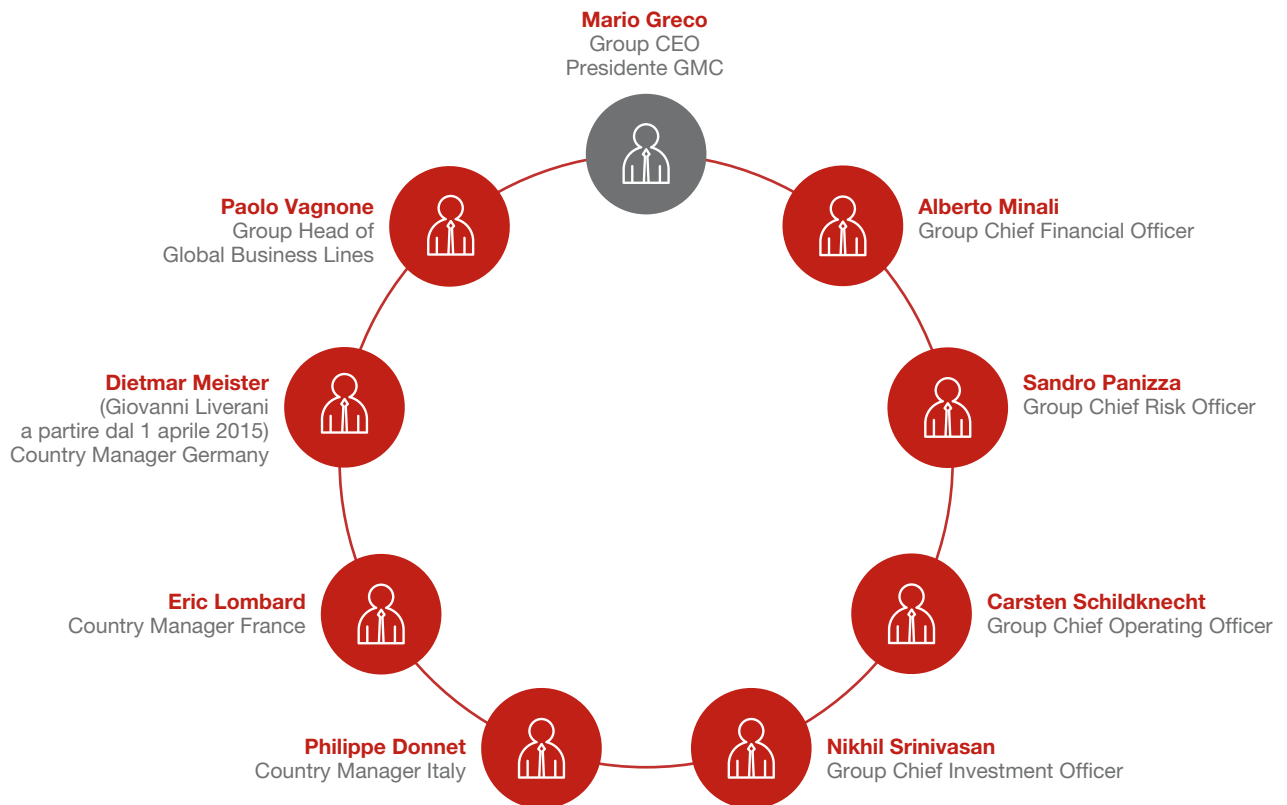 Mario Greco
Group CEO
Presidente GMC
Paolo Vagnone
Group Head of
Global Business Lines
Alberto Minali
Group Chief Financial Officer
Dietmar Meister
(Giovanni Liverani
a partire dal 1 aprile 2015)
Country Manager Germany
Sandro Panizza
Group Chief Risk Officer
Eric Lombard
Country Manager France
Carsten Schildknecht
Group Chief Operating Officer
Philippe Donnet
Country Manager Italy
Nikhil Srinivasan
Group Chief Investment Officer